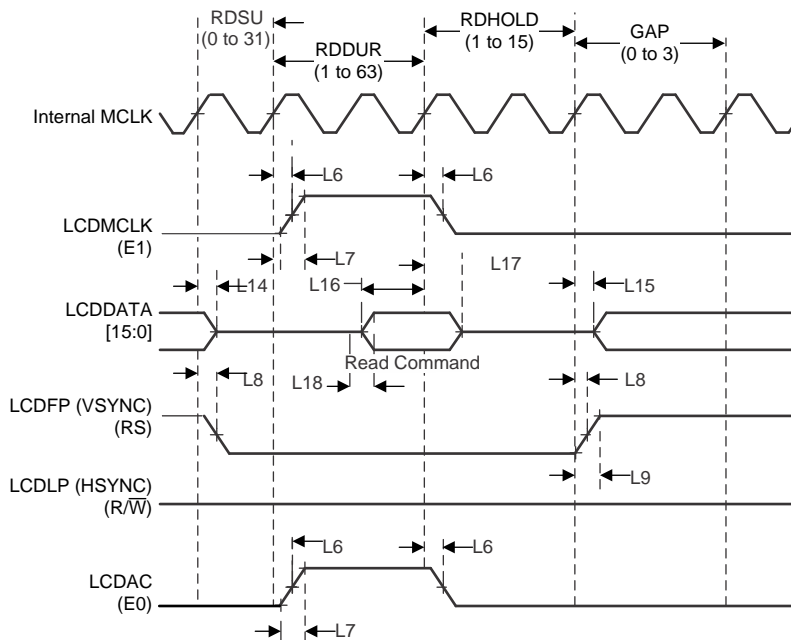 RDSU
(0 to 31)
RDDUR
(1 to 63)
RDHOLD
(1 to 15)
GAP
(0 to 3)
Internal MCLK
L6
L6
LCDMCLK
(E1)
L7
L17
L14
L16
L15
LCDDATA
[15:0]
Read Command
L8
L18
L8
LCDFP (VSYNC)
(RS)
L9
LCDLP (HSYNC)
(R/W̅)
L6
L6
LCDAC
(E0)
L7